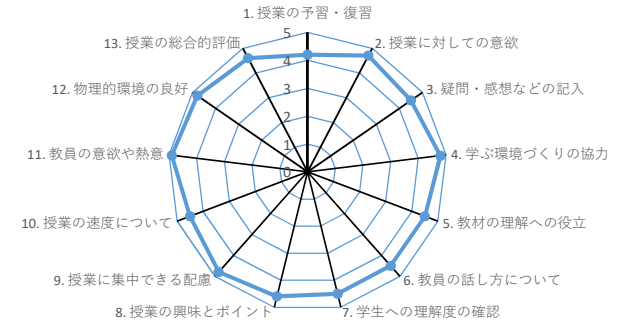 1. 授業の予習・復習
2. 授業に対しての意欲
3. 疑問・感想などの記入
4. 学ぶ環境づくりの協力
5. 教材の理解への役立
6. 教員の話し方について
7. 学生への理解度の確認
8. 授業の興味とポイント
9. 授業に集中できる配慮
10. 授業の速度について
11. 教員の意欲や熱意
12. 物理的環境の良好
13. 授業の総合的評価
5
4
3
2
1
0